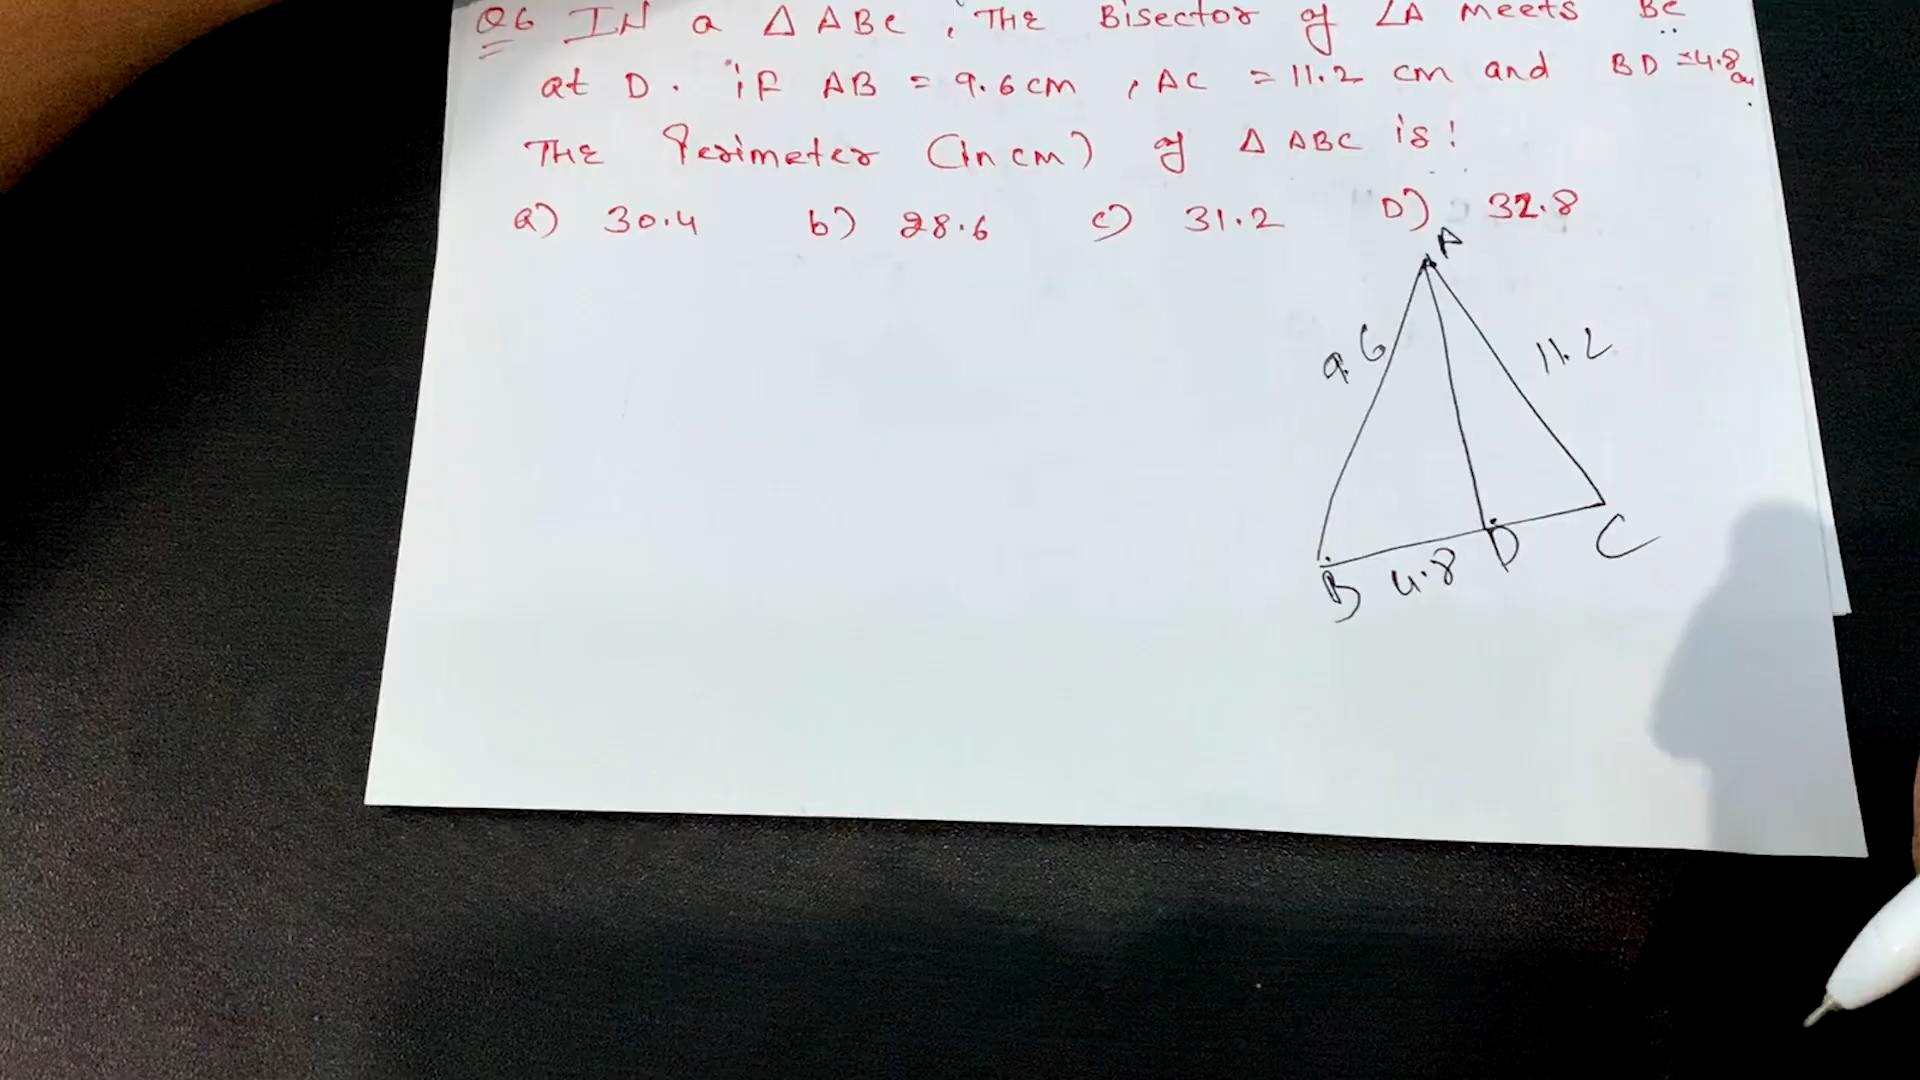 Q6 IN a △ ABC, THE Bisector of ∠A meets BC
at D. if AB = 9.6 cm, AC = 11.2 cm and BD = 4.8 cm.
THE Perimeter (In cm) of △ ABC is!
a) 30.4 b) 28.6 c) 31.2 D) 32.8
A
9.6 11.2
B 4.8 D C